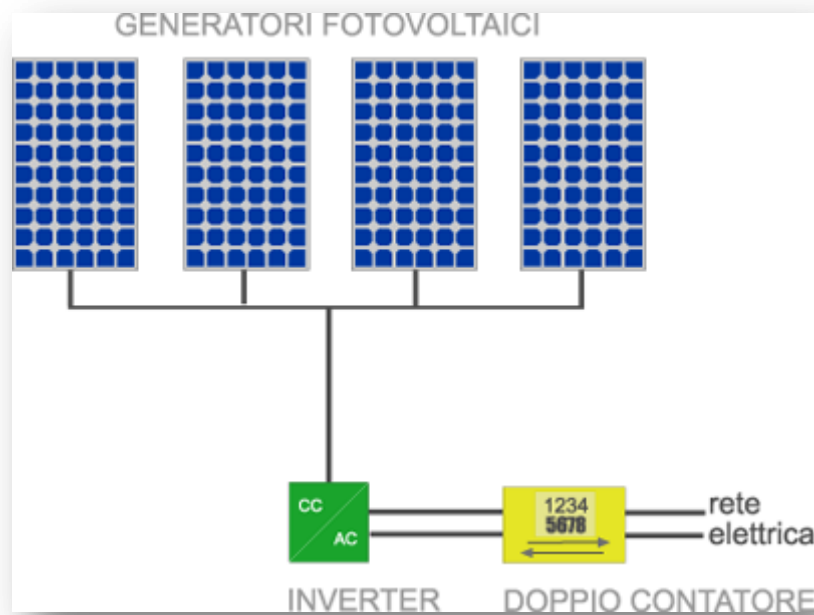 GENERATORI FOTOVOLTAICI
CC
AC
1234
5678
rete
elettrica
INVERTER
DOPPIO CONTATORE